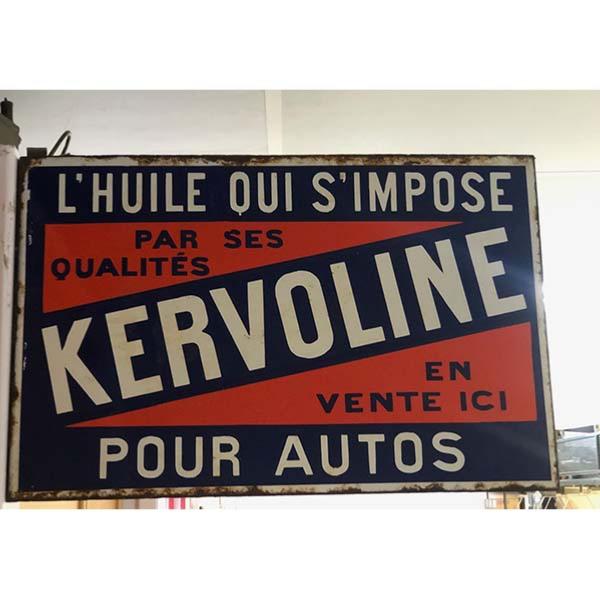 L'HUILE QUI S'IMPOSE
PAR SES
QUALITÉS
KERVOLINE
EN
VENTE ICI
POUR AUTOS